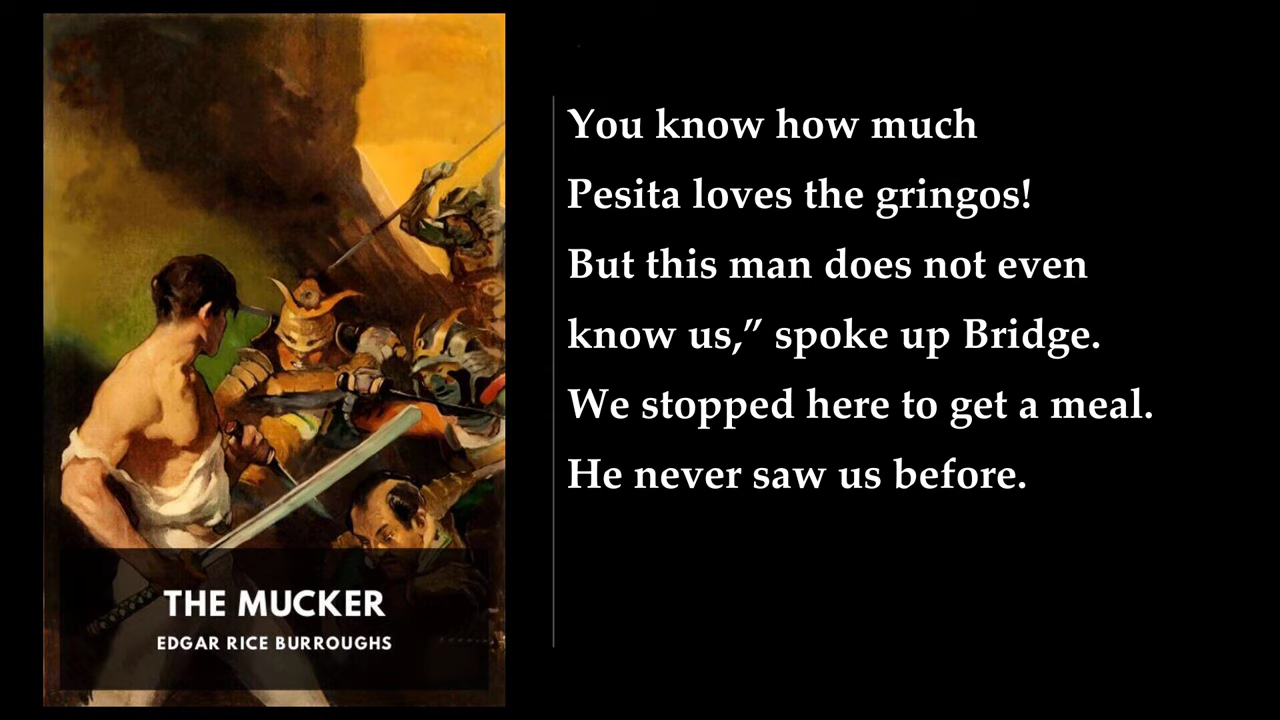 THE MUCKER
EDGAR RICE BURROUGHS
You know how much
Pesita loves the gringos!
But this man does not even
know us,” spoke up Bridge.
We stopped here to get a meal.
He never saw us before.